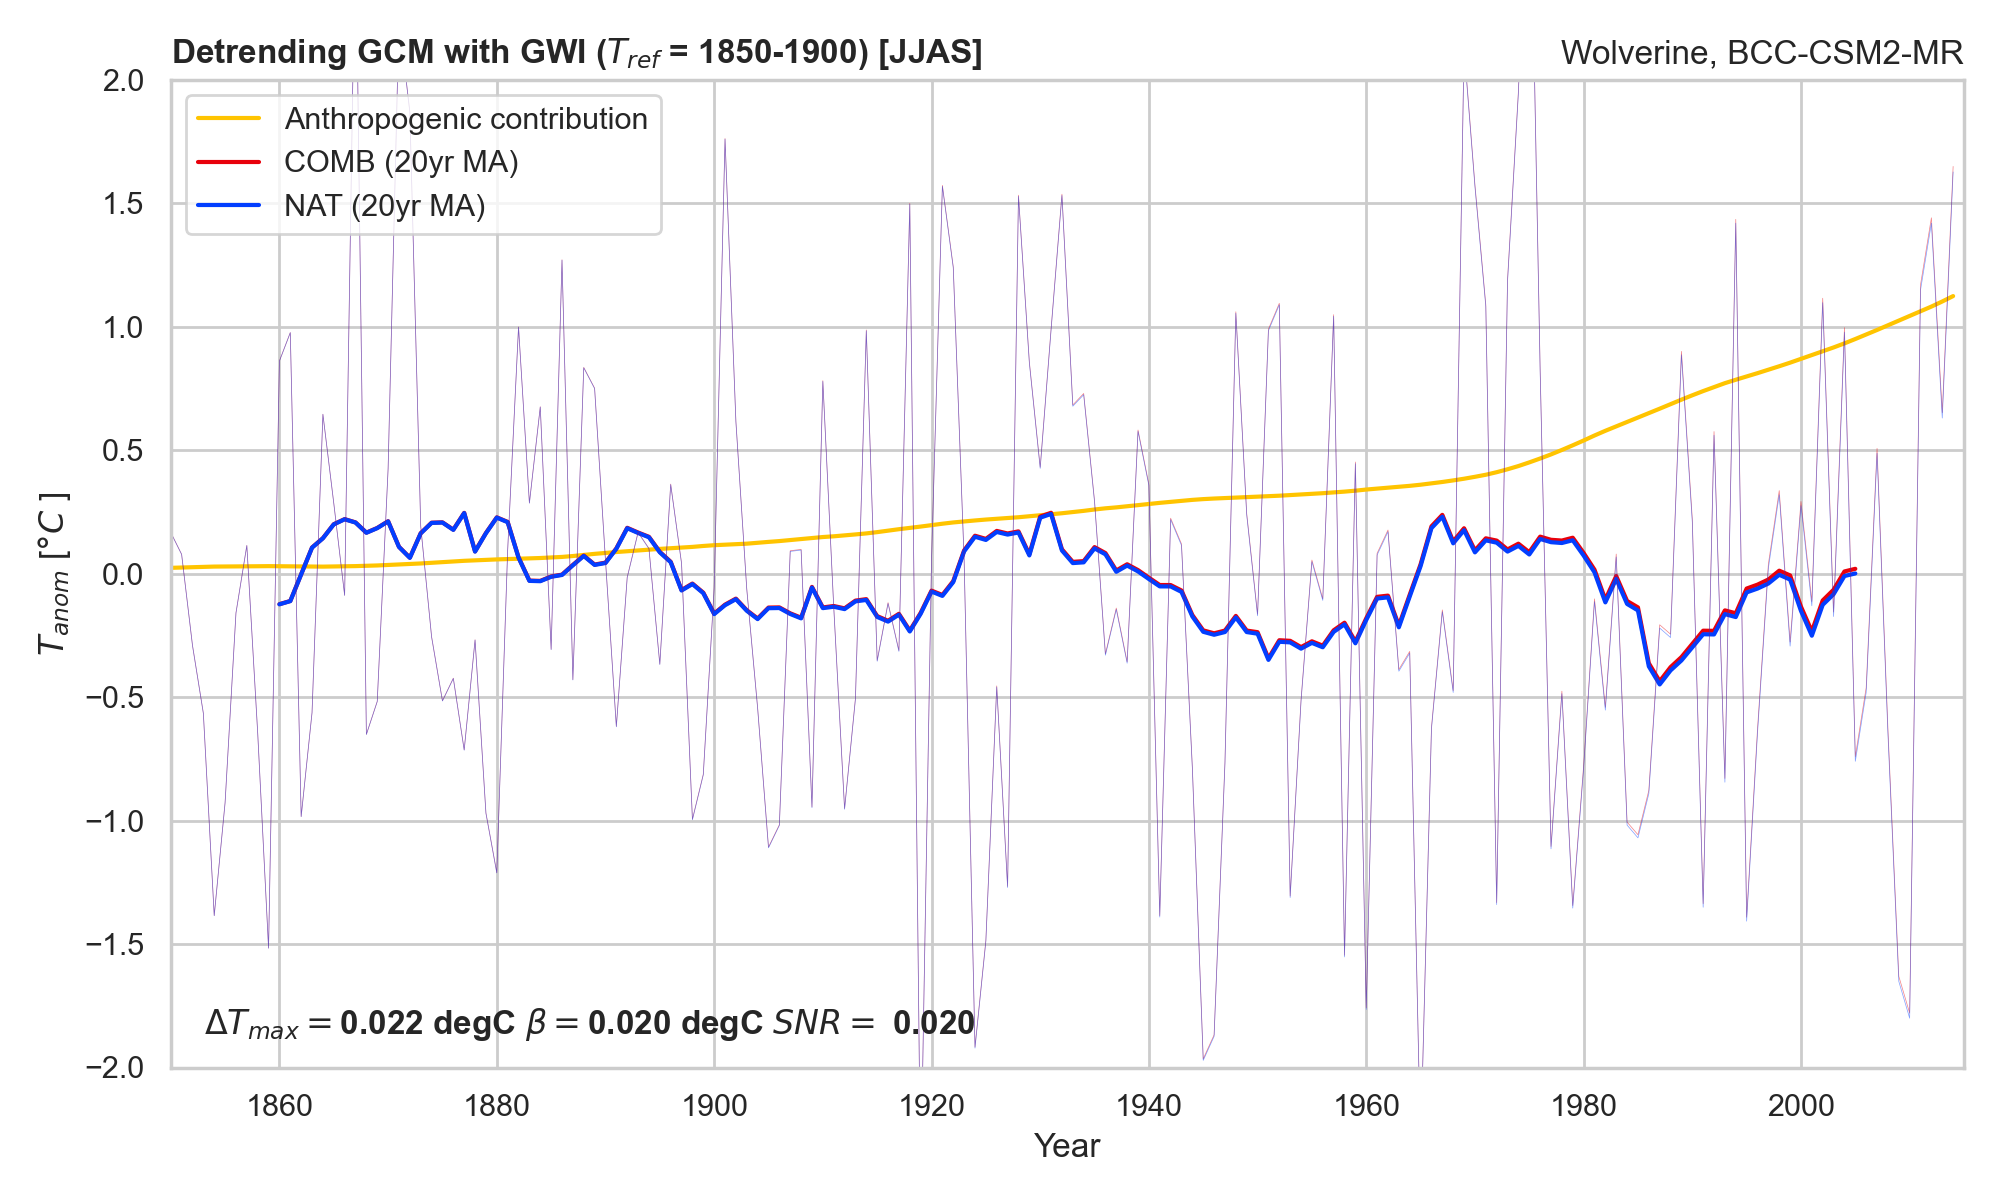 Detrending GCM with GWI (T_ref = 1850-1900) [JJAS]
Wolverine, BCC-CSM2-MR
Anthropogenic contribution
COMB (20yr MA)
NAT (20yr MA)
2.0
1.5
1.0
0.5
0.0
−0.5
−1.0
−1.5
−2.0
T_anom [°C]
ΔT_max = 0.022 degC β = 0.020 degC SNR = 0.020
1860 1880 1900 1920 1940 1960 1980 2000
Year